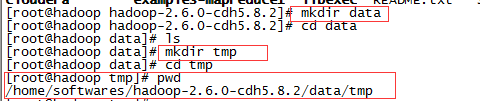 cloudera examples-mapreduce1 libexec README.txt
[root@hadoop hadoop-2.6.0-cdh5.8.2]# mkdir data
[root@hadoop hadoop-2.6.0-cdh5.8.2]# cd data
[root@hadoop data]# ls
[root@hadoop data]# mkdir tmp
[root@hadoop data]# cd tmp
[root@hadoop tmp]# pwd
/home/softwares/hadoop-2.6.0-cdh5.8.2/data/tmp